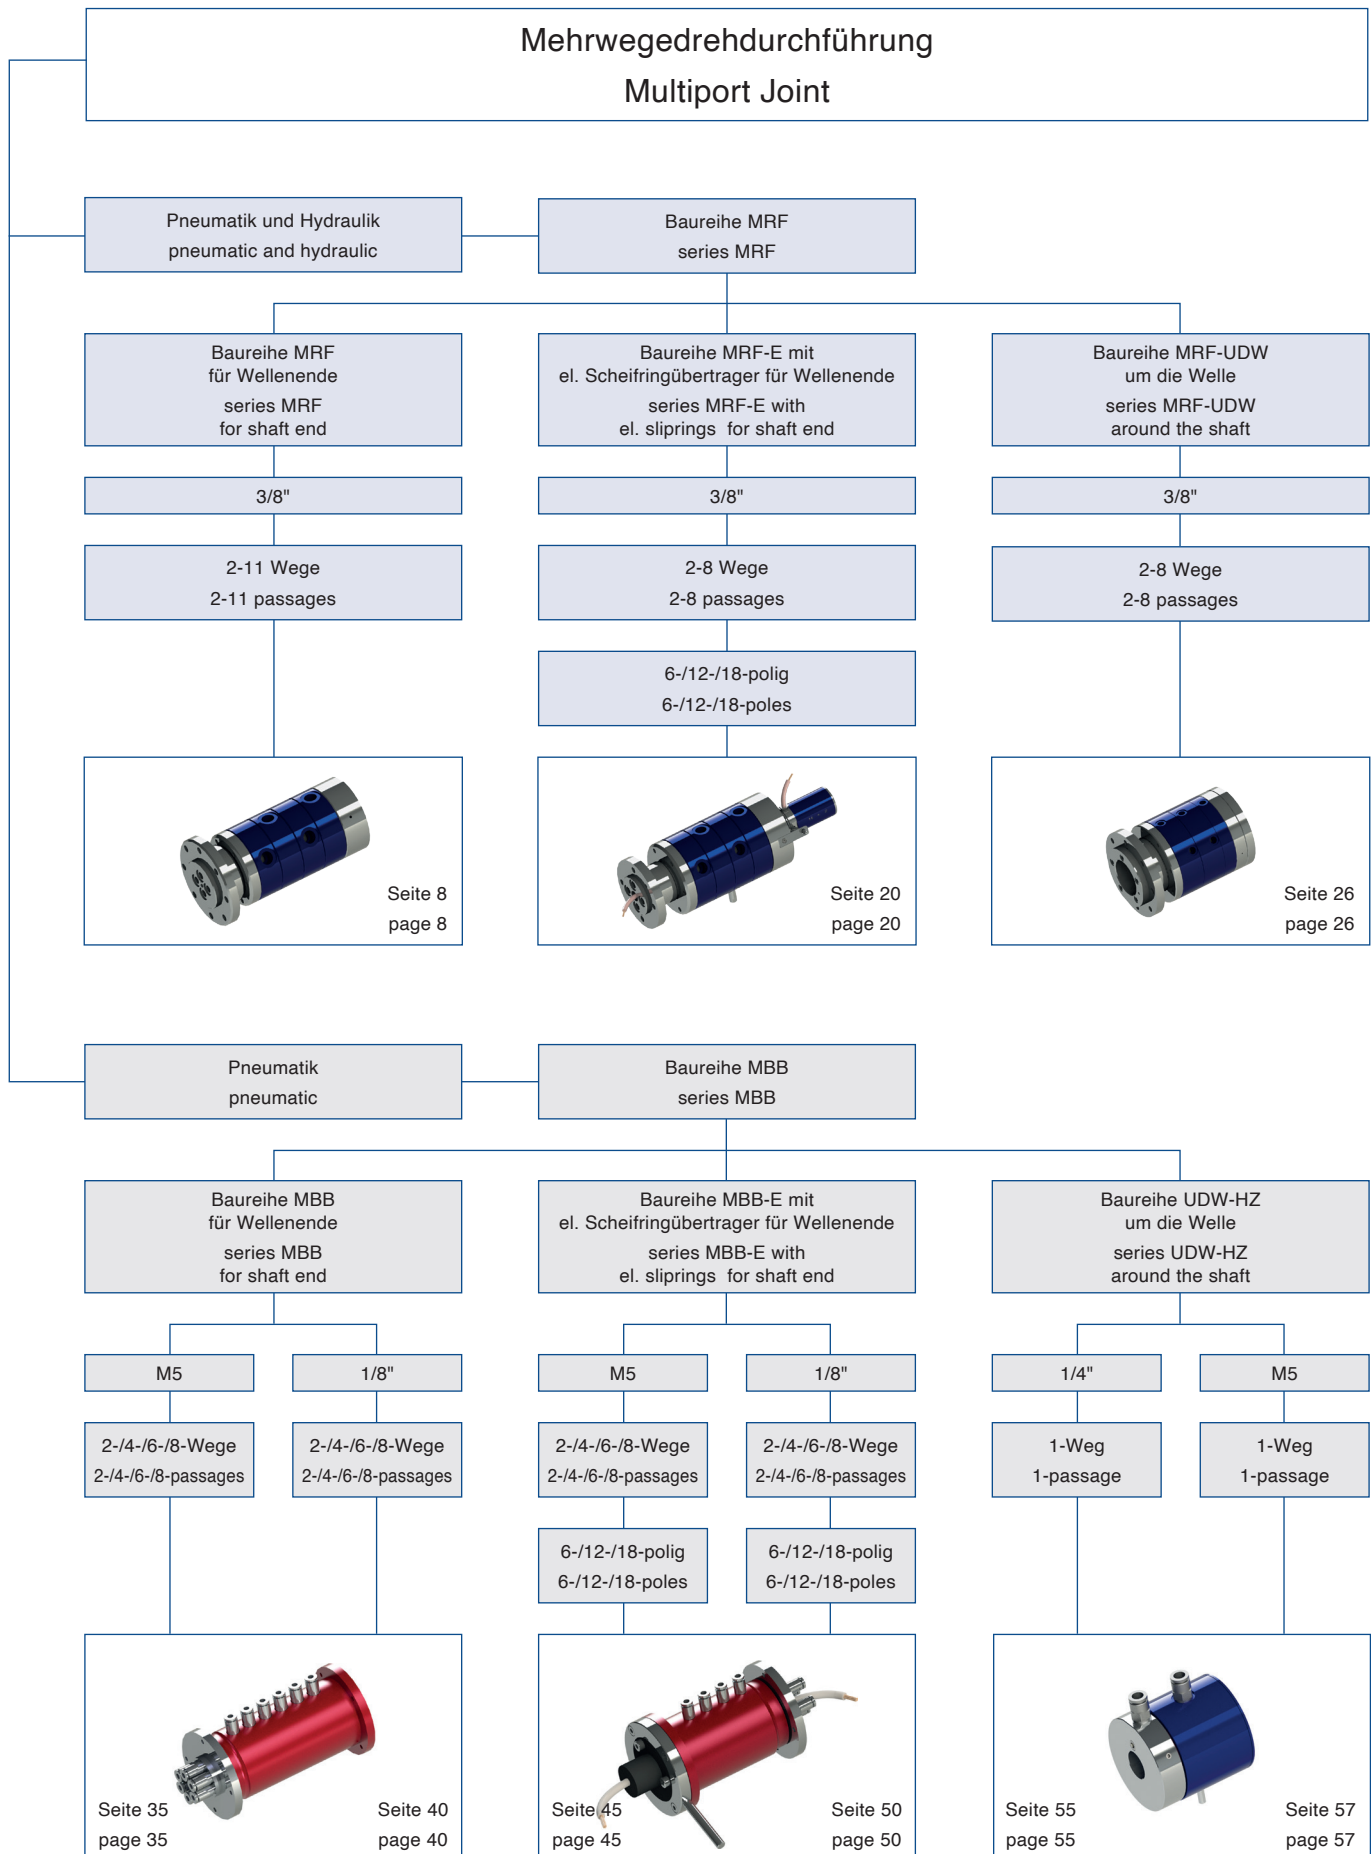 Mehrwegedrehdurchführung
Multiport Joint
Pneumatik und Hydraulik
pneumatic and hydraulic
Baureihe MRF
series MRF
Baureihe MRF
für Wellenende
series MRF
for shaft end
Baureihe MRF-E mit
el. Scheifringübertrager für Wellenende
series MRF-E with
el. sliprings for shaft end
Baureihe MRF-UDW
um die Welle
series MRF-UDW
around the shaft
3/8"
3/8"
3/8"
2-11 Wege
2-11 passages
2-8 Wege
2-8 passages
2-8 Wege
2-8 passages
6-/12-/18-polig
6-/12-/18-poles
Seite 8
page 8
Seite 20
page 20
Seite 26
page 26
Pneumatik
pneumatic
Baureihe MBB
series MBB
Baureihe MBB
für Wellenende
series MBB
for shaft end
Baureihe MBB-E mit
el. Scheifringübertrager für Wellenende
series MBB-E with
el. sliprings for shaft end
Baureihe UDW-HZ
um die Welle
series UDW-HZ
around the shaft
M5
1/8"
M5
1/8"
1/4"
M5
2-/4-/6-/8-Wege
2-/4-/6-/8-passages
2-/4-/6-/8-Wege
2-/4-/6-/8-passages
2-/4-/6-/8-Wege
2-/4-/6-/8-passages
2-/4-/6-/8-Wege
2-/4-/6-/8-passages
1-Weg
1-passage
1-Weg
1-passage
6-/12-/18-polig
6-/12-/18-poles
6-/12-/18-polig
6-/12-/18-poles
Seite 35
page 35
Seite 40
page 40
Seite 45
page 45
Seite 50
page 50
Seite 55
page 55
Seite 57
page 57